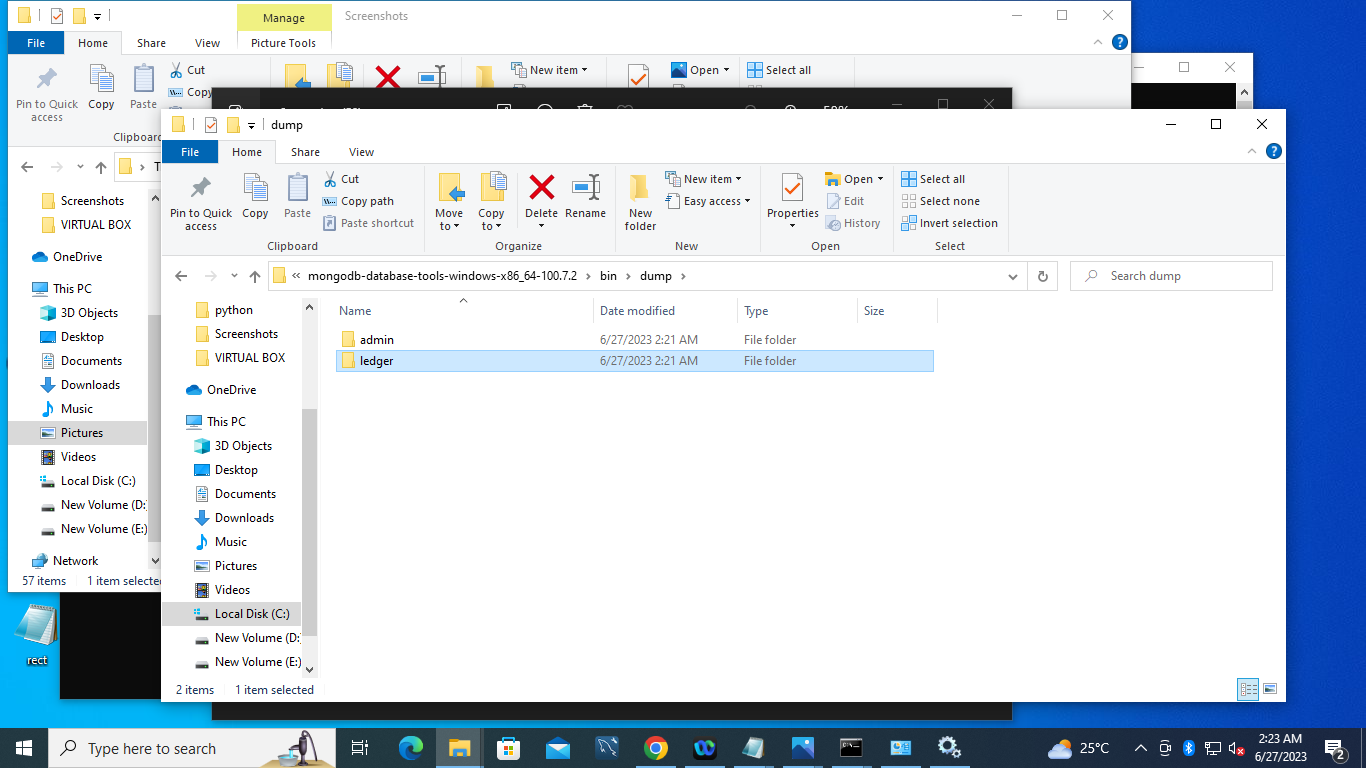 Manage
Screenshots
File
Home
Share
View
Picture Tools
Pin to Quick access
Copy
Paste
Cut
Copy
New item
Open
Select all
Clipboard
Screenshots
VIRTUAL BOX
OneDrive
This PC
3D Objects
Desktop
Documents
Downloads
Music
Pictures
Videos
Local Disk (C:)
New Volume (D:
New Volume (E:)
Network
57 items
1 item selected
rect
dump
File
Home
Share
View
Pin to Quick access
Copy
Paste
Cut
Copy path
Paste shortcut
Clipboard
Move to
Copy to
Delete
Rename
Organize
New folder
New item
Easy access
New
Properties
Open
Edit
History
Open
Select all
Select none
Invert selection
Select
« mongodb-database-tools-windows-x86_64-100.7.2 › bin › dump ›
Search dump
python
Screenshots
VIRTUAL BOX
OneDrive
This PC
3D Objects
Desktop
Documents
Downloads
Music
Pictures
Videos
Local Disk (C:)
New Volume (D:
New Volume (E:)
Name
Date modified
Type
Size
admin 6/27/2023 2:21 AM File folder
ledger 6/27/2023 2:21 AM File folder
2 items
1 item selected
Type here to search
25°C
2:23 AM
6/27/2023
2